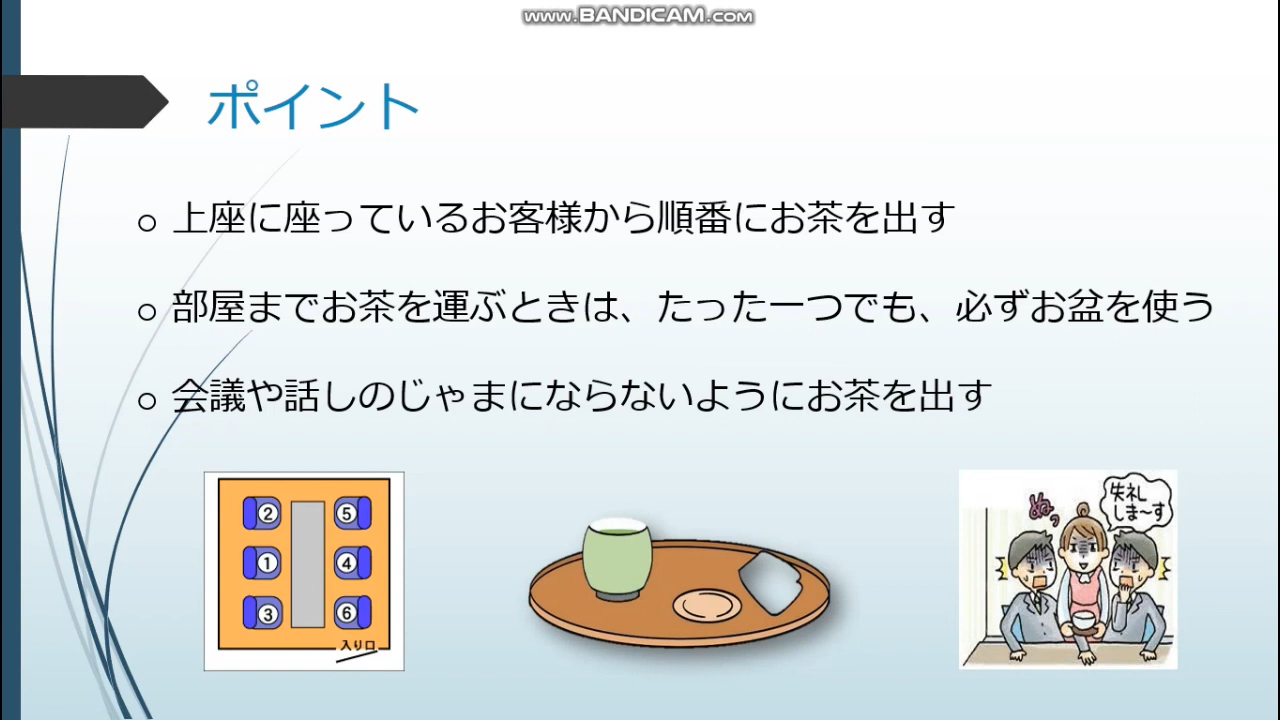 www.BANDICAM.com
ポイント
上座に座っているお客様から順番にお茶を出す
部屋までお茶を運ぶときは、たった一つでも、必ずお盆を使う
会議や話しのじゃまにならないようにお茶を出す
② ⑤
① ④
③ ⑥
入り口
ぬっ
失礼
しま〜す